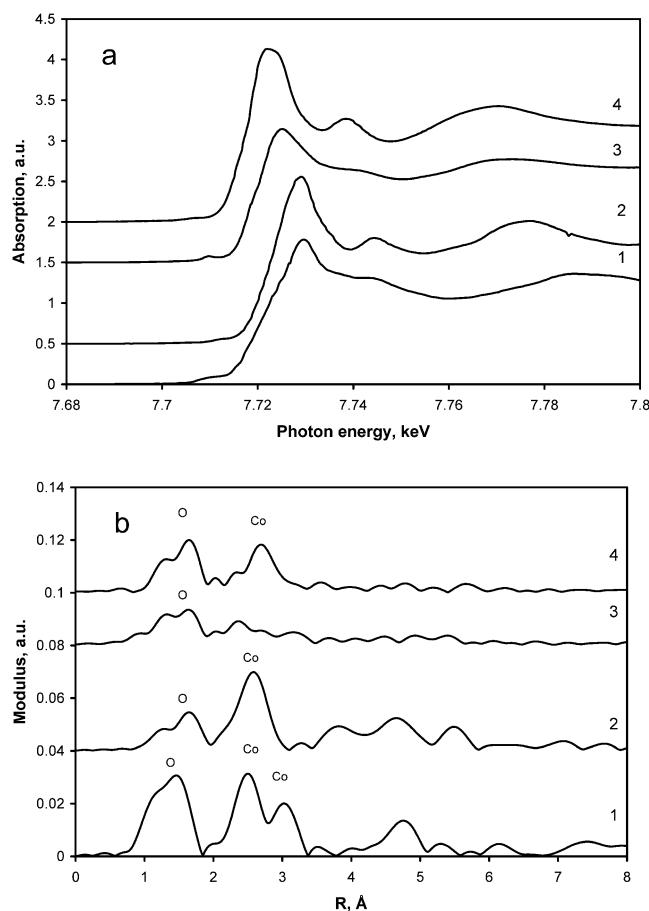 a
4.5
4
3.5
3
2.5
2
1.5
1
0.5
0
4
3
2
1
7.68 7.7 7.72 7.74 7.76 7.78 7.8
Absorption, a.u.
Photon energy, keV
b
0.14
0.12
0.1
0.08
0.06
0.04
0.02
0
O Co
4
O
3
Co
O
2
Co
O Co
1
0 1 2 3 4 5 6 7 8
Modulus, a.u.
R, Å